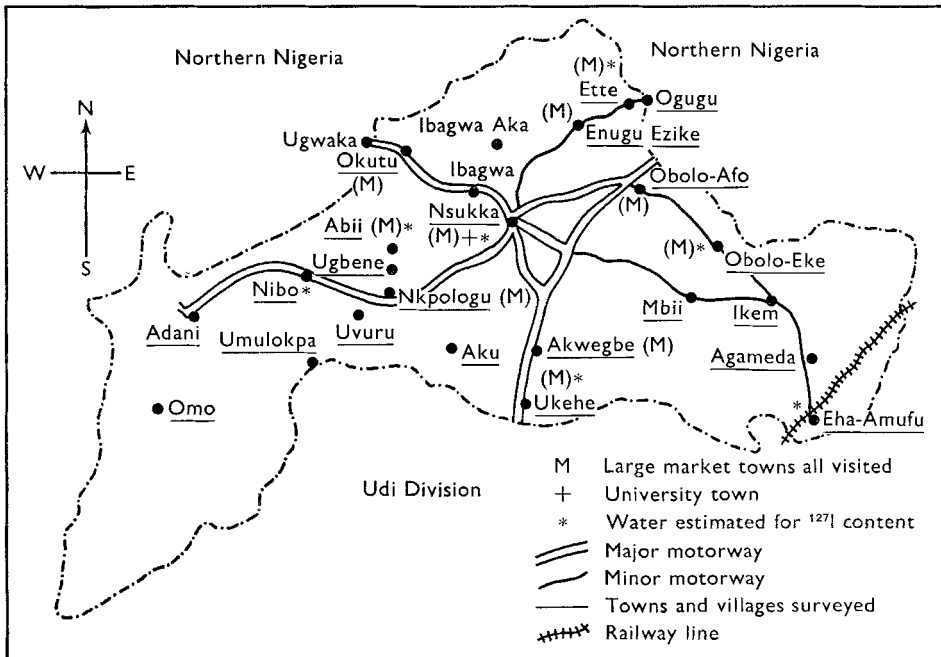 Northern Nigeria
Northern Nigeria
(M)*
Ette
Ogugu
N
(M)
Ibagwa Aka
Enugu Ezike
Ugwaka
W
E
Okutu
(M)
Ibagwa
Obolo-Afo
(M)
Nsukka
(M)+*
Abii (M)*
S
(M)*
Obolo-Eke
Ugbene
Nibo*
Nkpologu (M)
Mbii
Ikem
Adani
Uvuru
Umulokpa
Aku
Akwegbe (M)
Agameda
(M)*
Ukehe
Omo
*
Eha-Amufu
Udi Division
M Large market towns all visited
+ University town
* Water estimated for ¹²⁷I content
Major motorway
Minor motorway
Towns and villages surveyed
Railway line